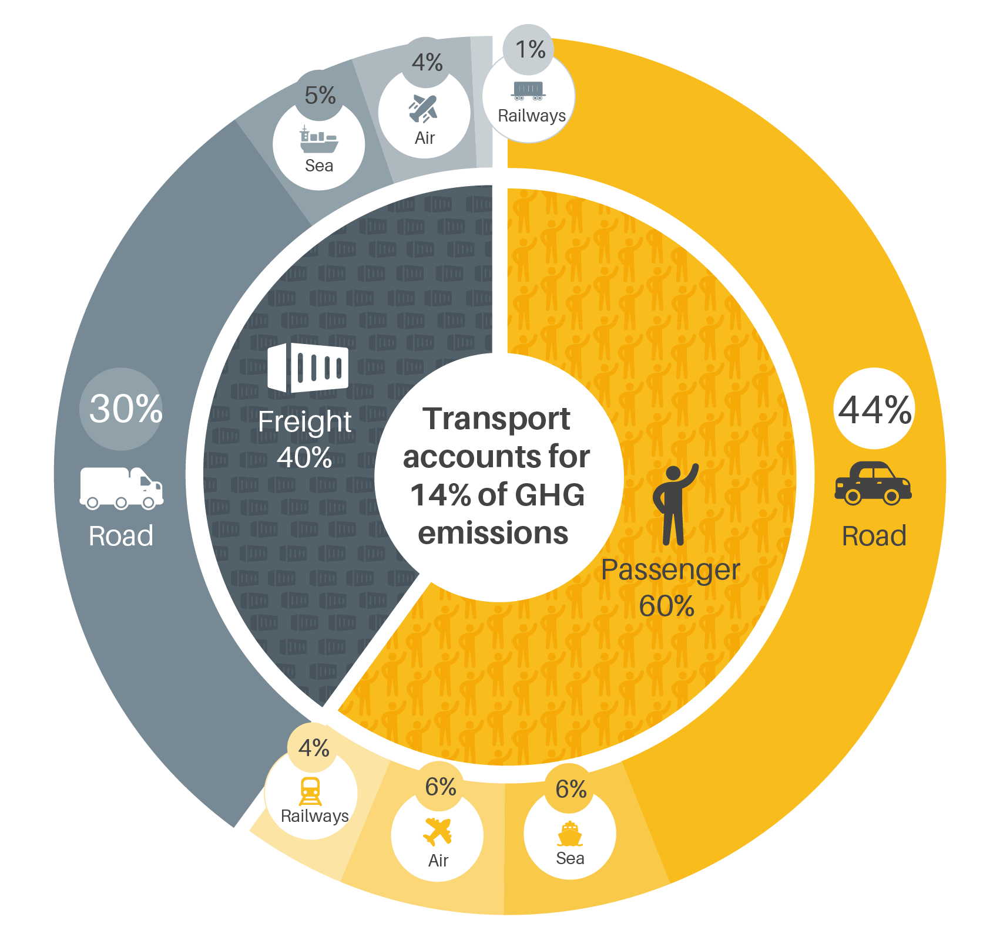 1%
Railways
4%
Air
5%
Sea
30%
Road
Freight
40%
Transport
accounts for
14% of GHG
emissions
44%
Road
Passenger
60%
4%
Railways
6%
Air
6%
Sea